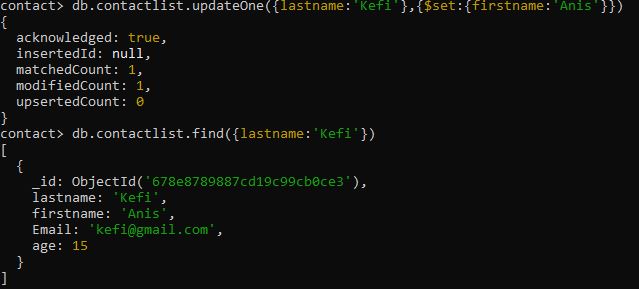 contact> db.contactlist.updateOne({lastname:'Kefi'},{$set:{firstname:'Anis'}})
{
  acknowledged: true,
  insertedId: null,
  matchedCount: 1,
  modifiedCount: 1,
  upsertedCount: 0
}
contact> db.contactlist.find({lastname:'Kefi'})
[
  {
    _id: ObjectId('678e8789887cd19c99cb0ce3'),
    lastname: 'Kefi',
    firstname: 'Anis',
    Email: 'kefi@gmail.com',
    age: 15
  }
]